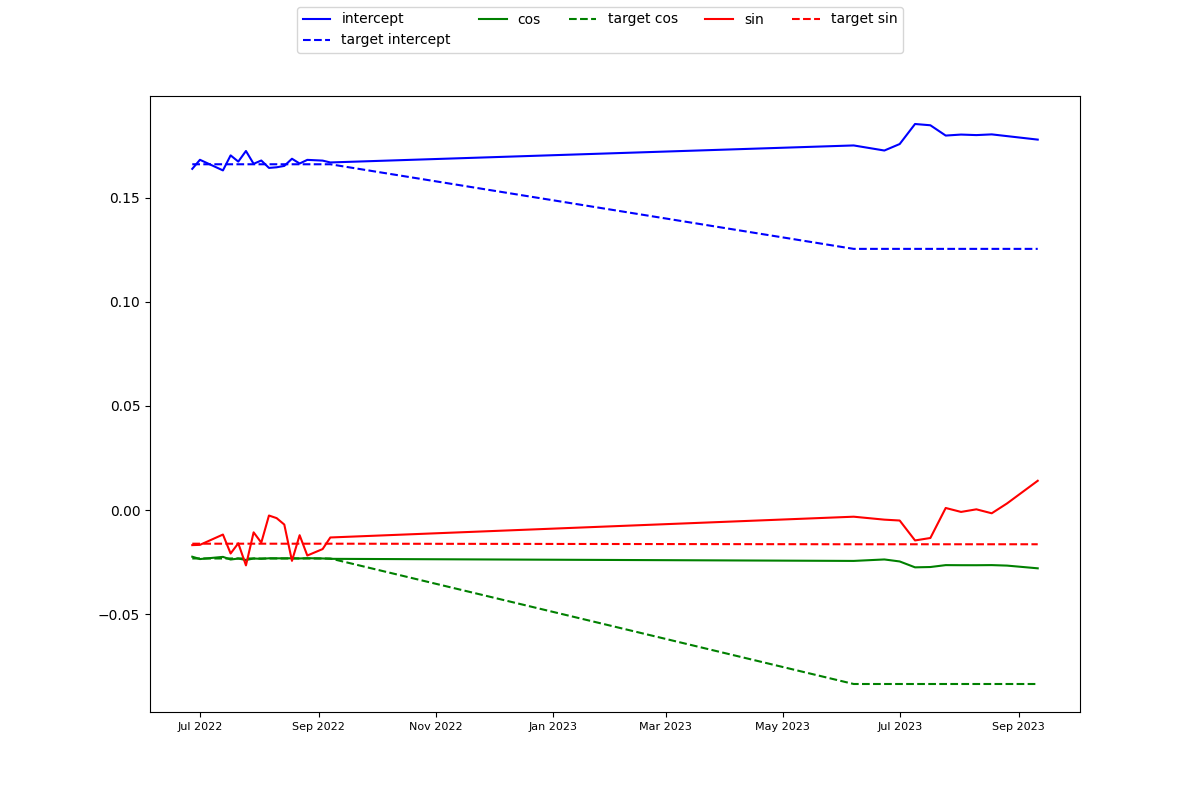 intercept cos target cos sin target sin
target intercept
0.15
0.10
0.05
0.00
−0.05
Jul 2022 Sep 2022 Nov 2022 Jan 2023 Mar 2023 May 2023 Jul 2023 Sep 2023